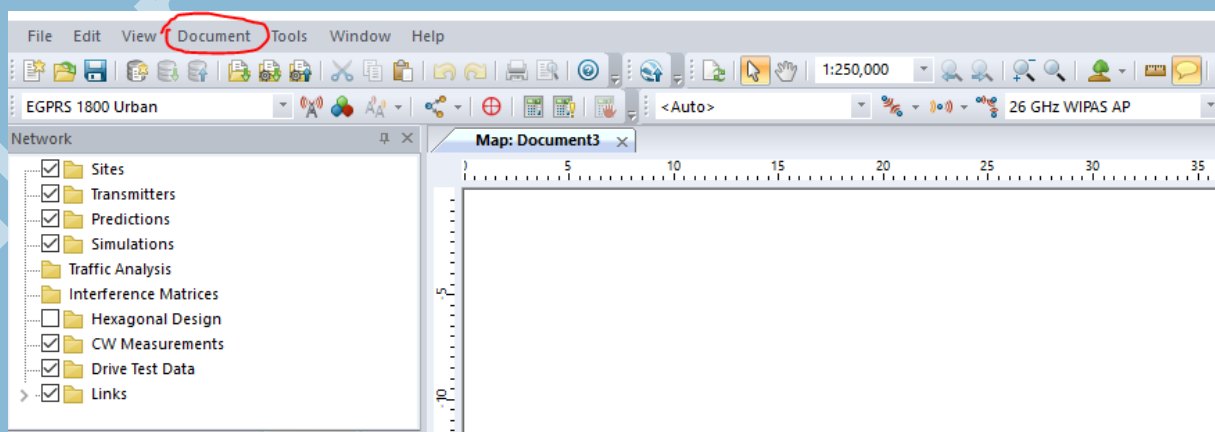 File Edit View Document Tools Window Help
1:250,000
EGPRS 1800 Urban <Auto> 26 GHz WIPAS AP
Network Map: Document3
0 5 10 15 20 25 30 35
Sites
Transmitters
Predictions
Simulations
Traffic Analysis
Interference Matrices
-5
Hexagonal Design
CW Measurements
Drive Test Data
Links
-10